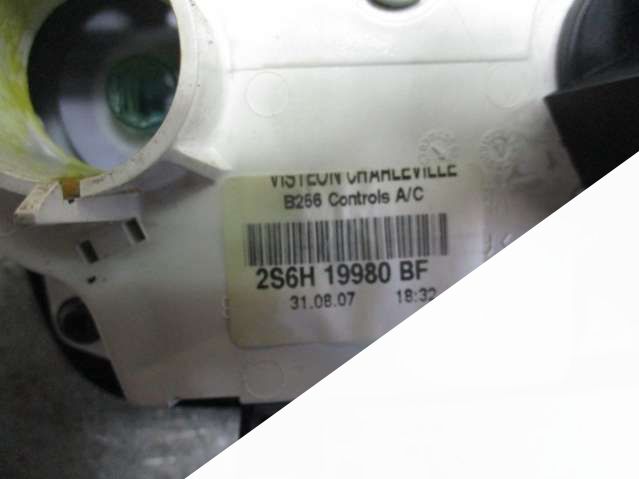 VISTEON CHARLEVILLE
B256 Controls A/C
2S6H 19980 BF
31.08.07 18:32